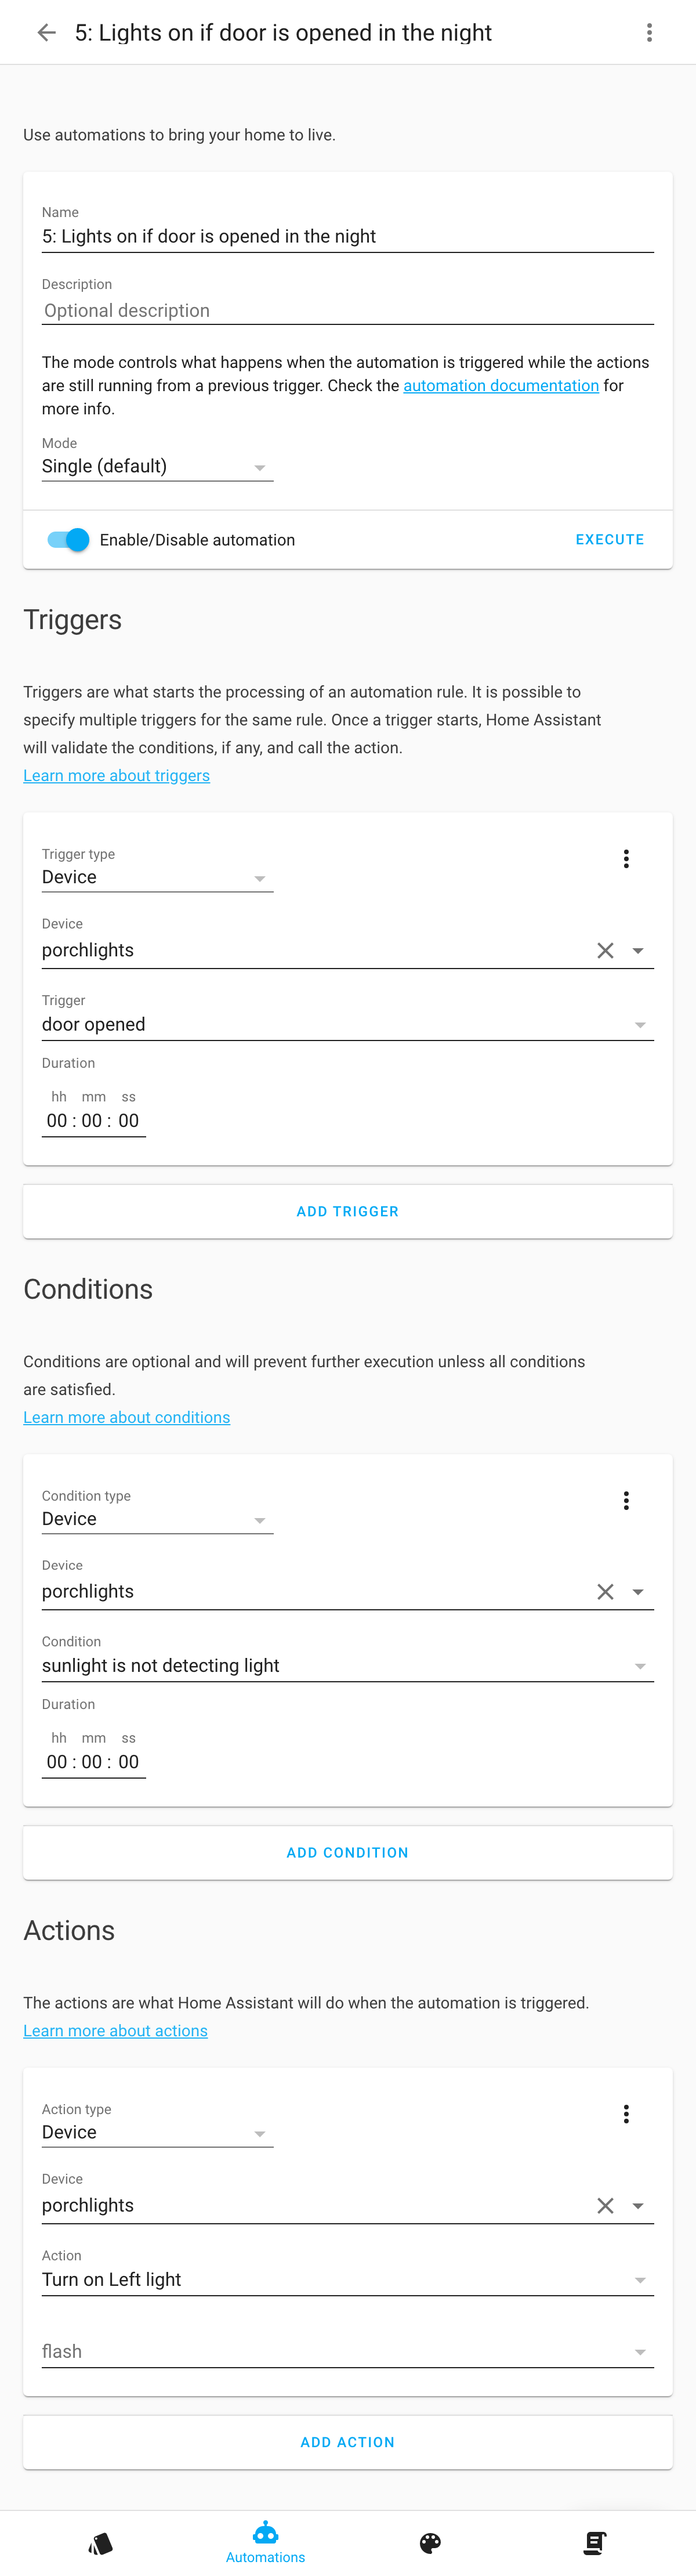 5: Lights on if door is opened in the night
Use automations to bring your home to live.
Name
5: Lights on if door is opened in the night
Description
Optional description
The mode controls what happens when the automation is triggered while the actions
are still running from a previous trigger. Check the automation documentation for
more info.
Mode
Single (default)
Enable/Disable automation
EXECUTE
Triggers
Triggers are what starts the processing of an automation rule. It is possible to
specify multiple triggers for the same rule. Once a trigger starts, Home Assistant
will validate the conditions, if any, and call the action.
Learn more about triggers
Trigger type
Device
Device
porchlights
Trigger
door opened
Duration
hh mm ss
00 : 00 : 00
ADD TRIGGER
Conditions
Conditions are optional and will prevent further execution unless all conditions
are satisfied.
Learn more about conditions
Condition type
Device
Device
porchlights
Condition
sunlight is not detecting light
Duration
hh mm ss
00 : 00 : 00
ADD CONDITION
Actions
The actions are what Home Assistant will do when the automation is triggered.
Learn more about actions
Action type
Device
Device
porchlights
Action
Turn on Left light
flash
ADD ACTION
Automations